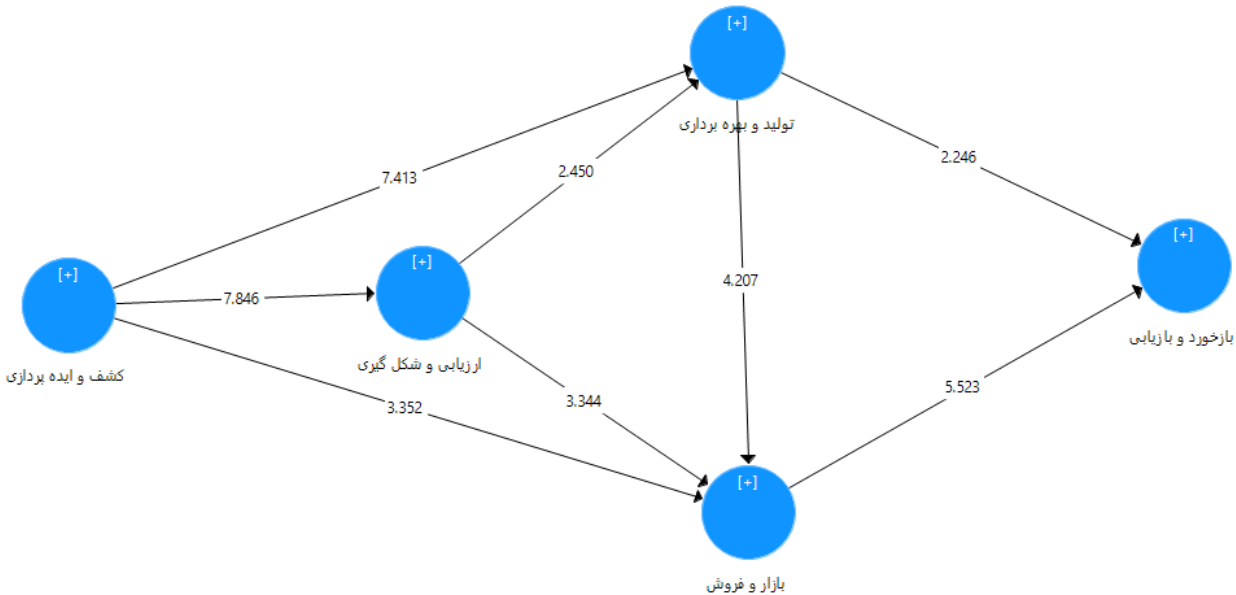 [+]
تولید و بهره برداری
7.413
2.450
2.246
[+]
کشف و ایده پردازی
7.846
[+]
ارزیابی و شکل گیری
4.207
[+]
بازخورد و بازیابی
3.352
3.344
5.523
[+]
بازار و فروش